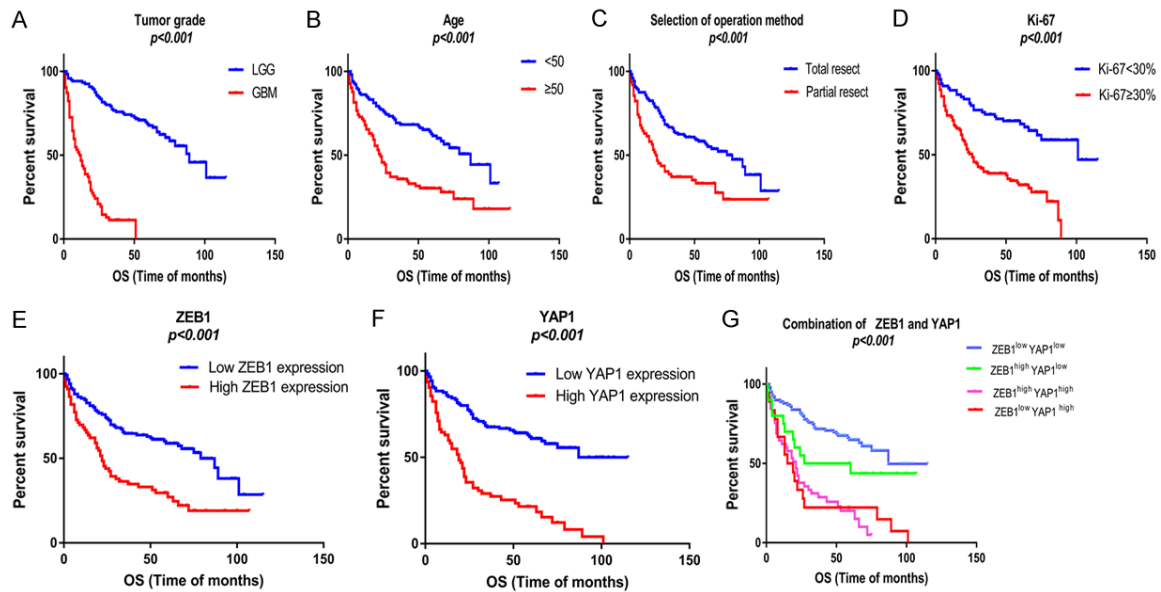 A
Tumor grade
p<0.001
LGG
GBM
Percent survival
100
50
0
0 50 100 150
OS (Time of months)
B
Age
p<0.001
<50
≥50
Percent survival
100
50
0
0 50 100 150
OS (Time of months)
C
Selection of operation method
p<0.001
Total resect
Partial resect
Percent survival
100
50
0
0 50 100 150
OS (Time of months)
D
Ki-67
p<0.001
Ki-67<30%
Ki-67≥30%
Percent survival
100
50
0
0 50 100 150
OS (Time of months)
E
ZEB1
p<0.001
Low ZEB1 expression
High ZEB1 expression
Percent survival
100
50
0
0 50 100 150
OS (Time of months)
F
YAP1
p<0.001
Low YAP1 expression
High YAP1 expression
Percent survival
100
50
0
0 50 100 150
OS (Time of months)
G
Combination of ZEB1 and YAP1
p<0.001
ZEB1low YAP1low
ZEB1high YAP1low
ZEB1high YAP1high
ZEB1low YAP1 high
Percent survival
100
50
0
0 50 100 150
OS (Time of months)